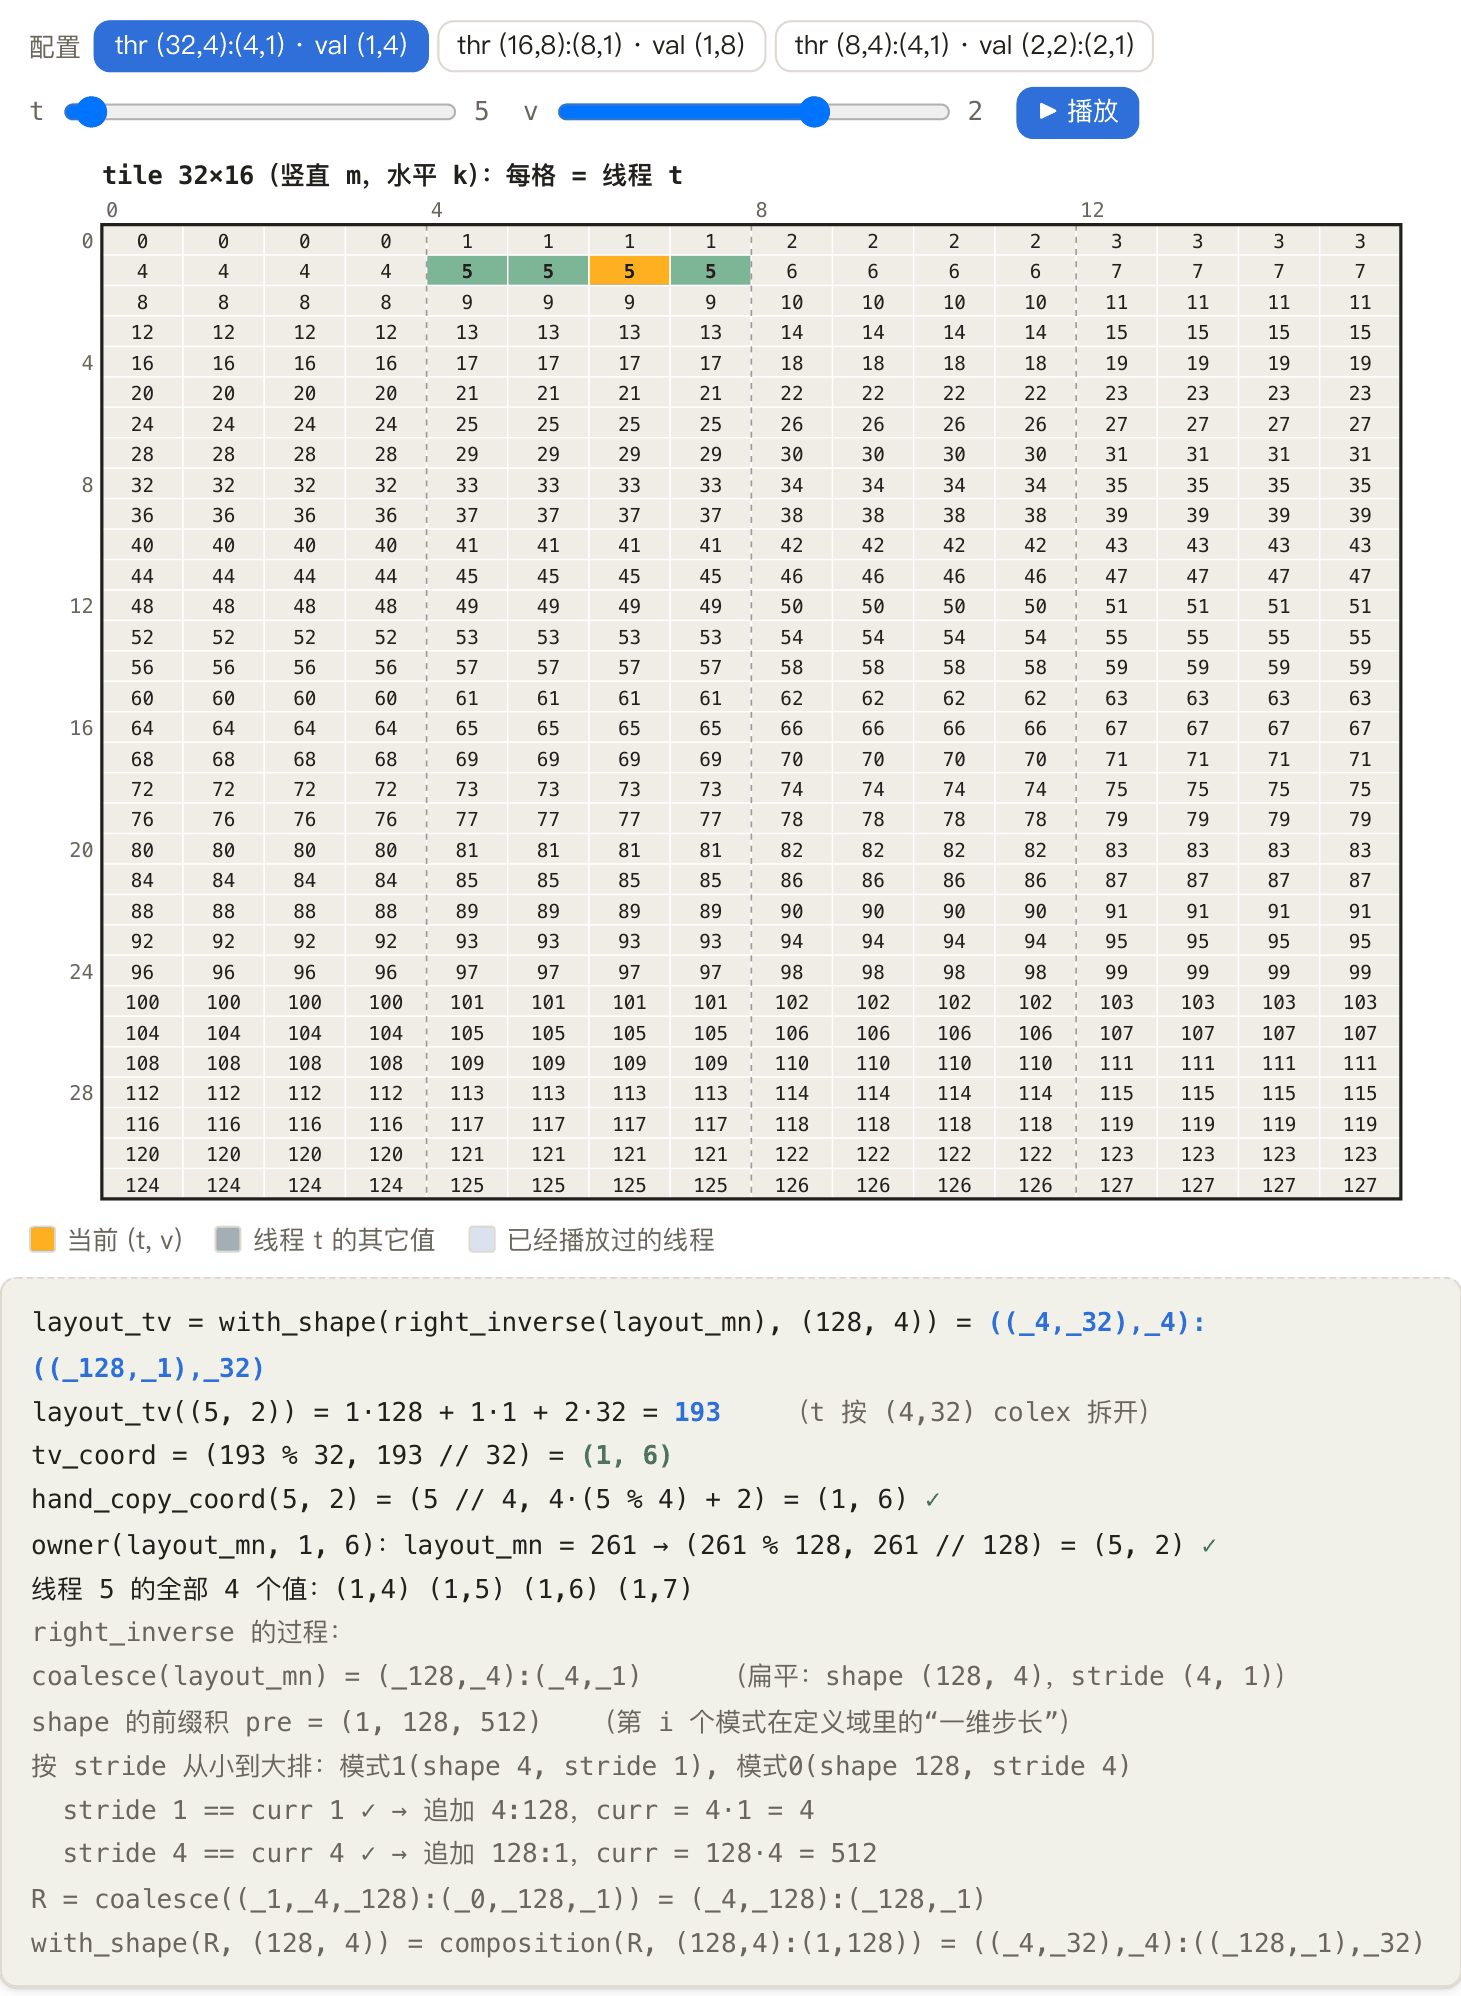 配置 thr (32,4):(4,1) · val (1,4) thr (16,8):(8,1) · val (1,8) thr (8,4):(4,1) · val (2,2):(2,1)
t 5 v 2 ▶ 播放
tile 32×16（竖直 m, 水平 k）：每格 = 线程 t
0 4 8 12
0 0 0 0 0 1 1 1 1 2 2 2 2 3 3 3 3
4 4 4 4 5 5 5 5 6 6 6 6 7 7 7 7
8 8 8 8 9 9 9 9 10 10 10 10 11 11 11 11
12 12 12 12 13 13 13 13 14 14 14 14 15 15 15 15
4 16 16 16 16 17 17 17 17 18 18 18 18 19 19 19 19
20 20 20 20 21 21 21 21 22 22 22 22 23 23 23 23
24 24 24 24 25 25 25 25 26 26 26 26 27 27 27 27
28 28 28 28 29 29 29 29 30 30 30 30 31 31 31 31
8 32 32 32 32 33 33 33 33 34 34 34 34 35 35 35 35
36 36 36 36 37 37 37 37 38 38 38 38 39 39 39 39
40 40 40 40 41 41 41 41 42 42 42 42 43 43 43 43
44 44 44 44 45 45 45 45 46 46 46 46 47 47 47 47
12 48 48 48 48 49 49 49 49 50 50 50 50 51 51 51 51
52 52 52 52 53 53 53 53 54 54 54 54 55 55 55 55
56 56 56 56 57 57 57 57 58 58 58 58 59 59 59 59
60 60 60 60 61 61 61 61 62 62 62 62 63 63 63 63
16 64 64 64 64 65 65 65 65 66 66 66 66 67 67 67 67
68 68 68 68 69 69 69 69 70 70 70 70 71 71 71 71
72 72 72 72 73 73 73 73 74 74 74 74 75 75 75 75
76 76 76 76 77 77 77 77 78 78 78 78 79 79 79 79
20 80 80 80 80 81 81 81 81 82 82 82 82 83 83 83 83
84 84 84 84 85 85 85 85 86 86 86 86 87 87 87 87
88 88 88 88 89 89 89 89 90 90 90 90 91 91 91 91
92 92 92 92 93 93 93 93 94 94 94 94 95 95 95 95
24 96 96 96 96 97 97 97 97 98 98 98 98 99 99 99 99
100 100 100 100 101 101 101 101 102 102 102 102 103 103 103 103
104 104 104 104 105 105 105 105 106 106 106 106 107 107 107 107
108 108 108 108 109 109 109 109 110 110 110 110 111 111 111 111
28 112 112 112 112 113 113 113 113 114 114 114 114 115 115 115 115
116 116 116 116 117 117 117 117 118 118 118 118 119 119 119 119
120 120 120 120 121 121 121 121 122 122 122 122 123 123 123 123
124 124 124 124 125 125 125 125 126 126 126 126 127 127 127 127
当前 (t, v) 线程 t 的其它值 已经播放过的线程
layout_tv = with_shape(right_inverse(layout_mn), (128, 4)) = ((_4,_32),_4):
((_128,_1),_32)
layout_tv((5, 2)) = 1·128 + 1·1 + 2·32 = 193 （t 按 (4,32) colex 拆开）
tv_coord = (193 % 32, 193 // 32) = (1, 6)
hand_copy_coord(5, 2) = (5 // 4, 4·(5 % 4) + 2) = (1, 6) ✓
owner(layout_mn, 1, 6)：layout_mn = 261 → (261 % 128, 261 // 128) = (5, 2) ✓
线程 5 的全部 4 个值：(1,4) (1,5) (1,6) (1,7)
right_inverse 的过程：
coalesce(layout_mn) = (_128,_4):(_4,_1) （扁平：shape (128, 4)，stride (4, 1)）
shape 的前缀积 pre = (1, 128, 512) （第 i 个模式在定义域里的“一维步长”）
按 stride 从小到大排：模式1(shape 4, stride 1), 模式0(shape 128, stride 4)
stride 1 == curr 1 ✓ → 追加 4:128，curr = 4·1 = 4
stride 4 == curr 4 ✓ → 追加 128:1，curr = 128·4 = 512
R = coalesce((_1,_4,_128):(_0,_128,_1)) = (_4,_128):(_128,_1)
with_shape(R, (128, 4)) = composition(R, (128,4):(1,128)) = ((_4,_32),_4):((_128,_1),_32)